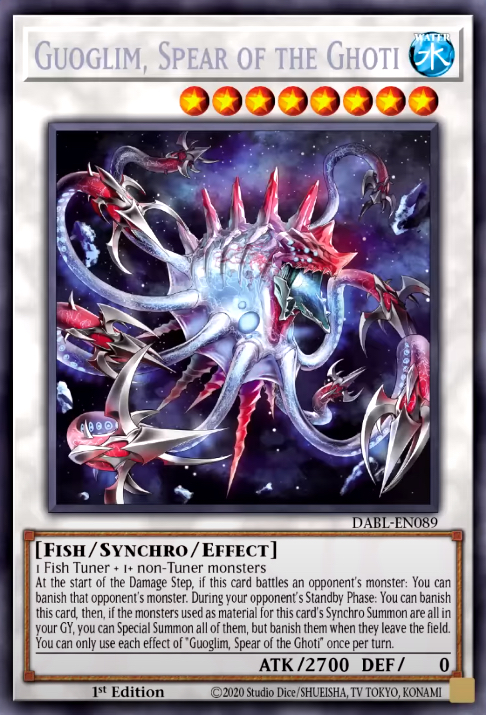 GUOGLIM, SPEAR OF THE GHOTI
WATER
水
DABL-EN089
[FISH/SYNCHRO/EFFECT]
1 Fish Tuner + 1+ non-Tuner monsters
At the start of the Damage Step, if this card battles an opponent's monster: You can
banish that opponent's monster. During your opponent's Standby Phase: You can banish
this card, then, if the monsters used as material for this card's Synchro Summon are all in
your GY, you can Special Summon all of them, but banish them when they leave the field.
You can only use each effect of "Guoglim, Spear of the Ghoti" once per turn.
ATK/2700 DEF/ 0
1st Edition ©2020 Studio Dice/SHUEISHA, TV TOKYO, KONAMI